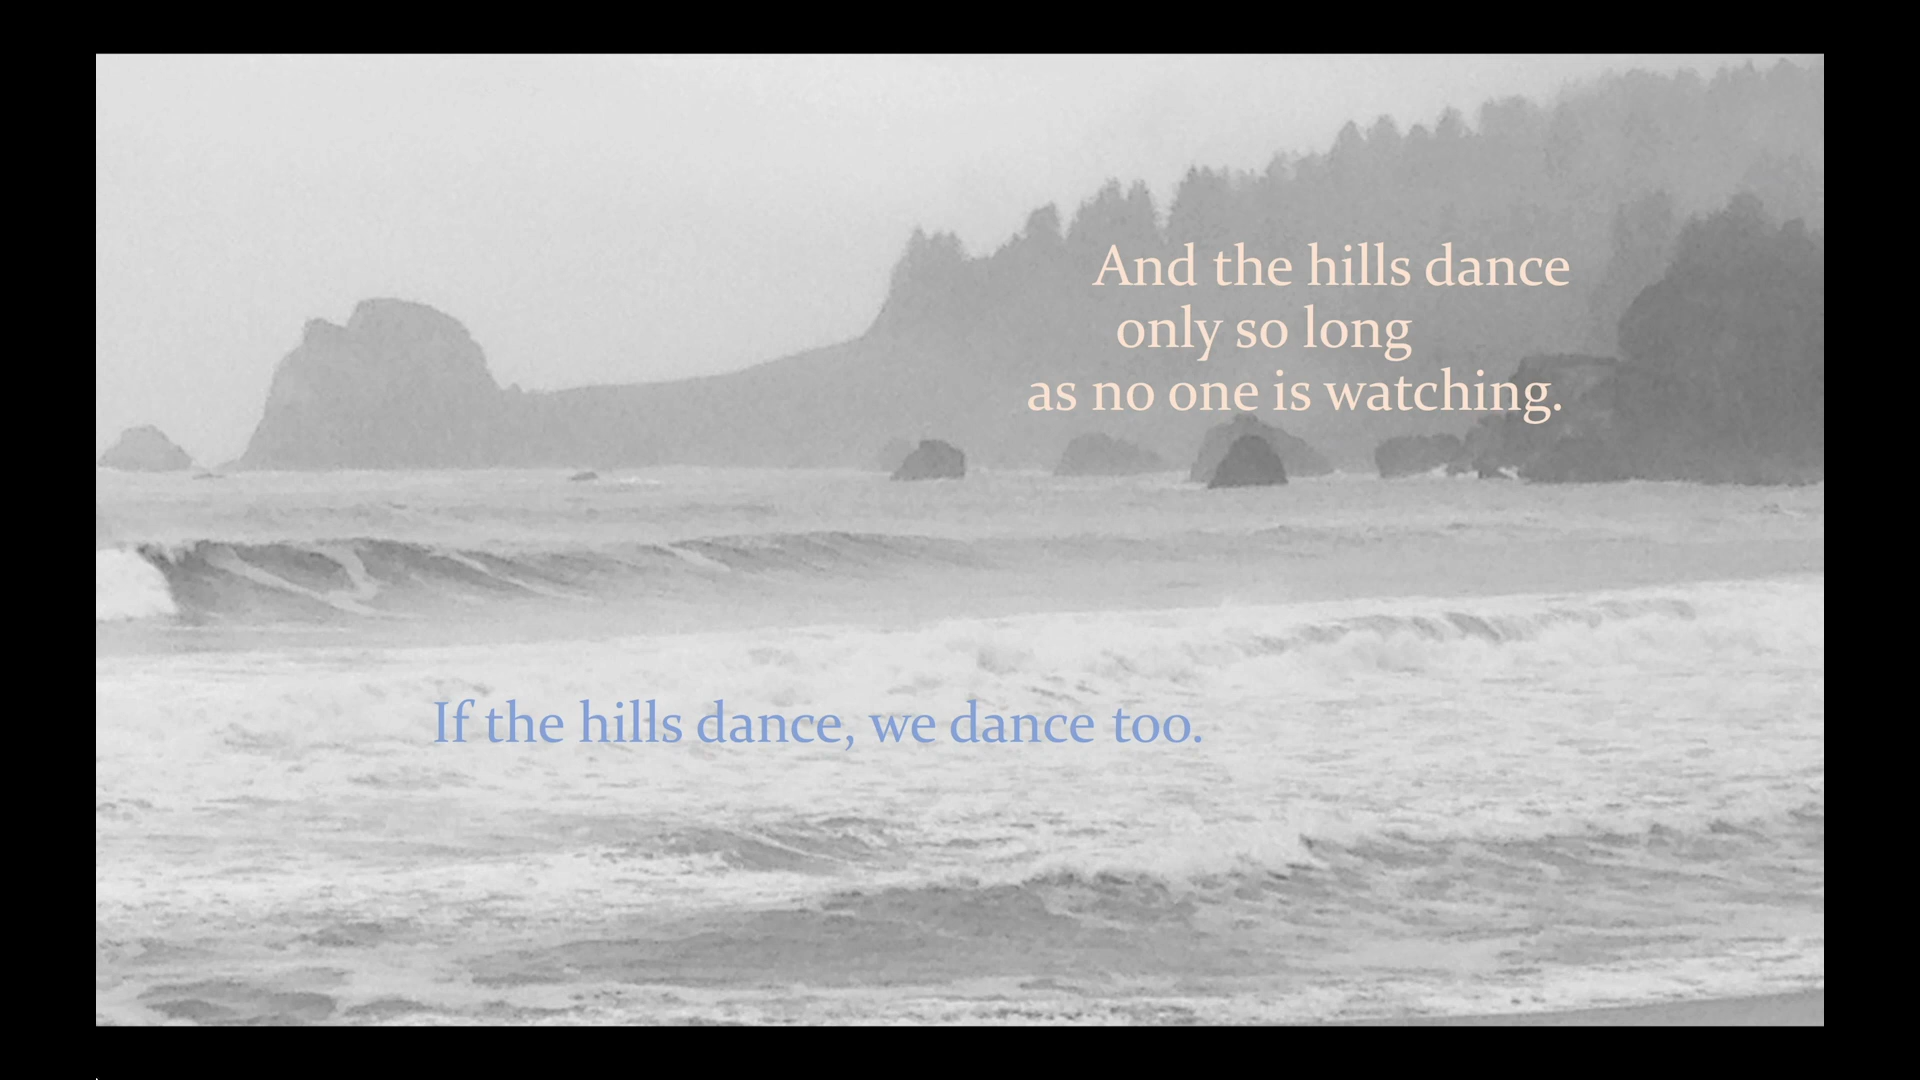 And the hills dance
only so long
as no one is watching.
If the hills dance, we dance too.